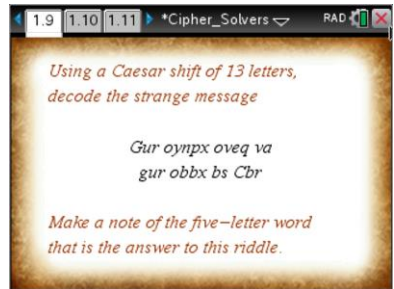 1.9 1.10 1.11 *Cipher_Solvers RAD
Using a Caesar shift of 13 letters,
decode the strange message
Gur oynpx oveq va
gur obbx bs Cbr
Make a note of the five-letter word
that is the answer to this riddle.